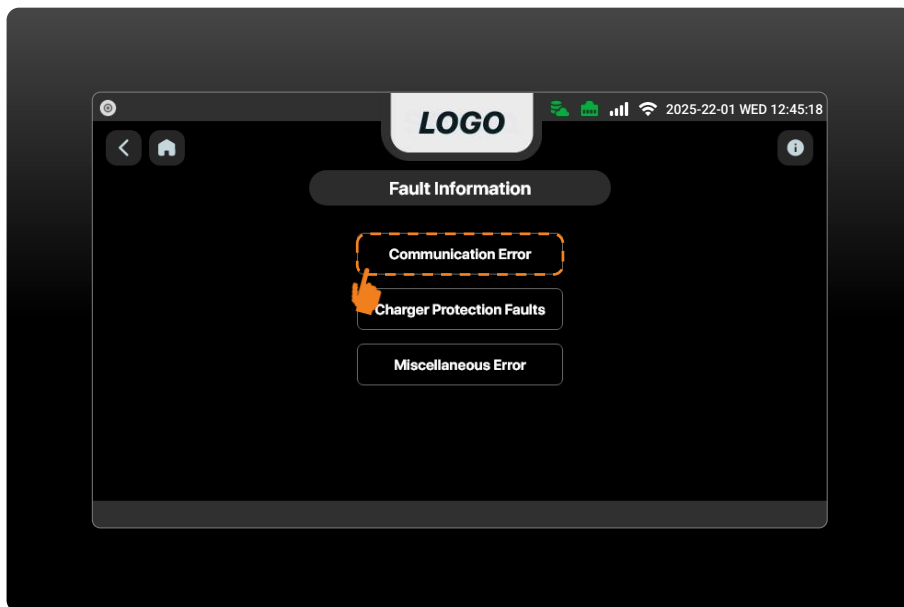 LOGO
2025-22-01 WED 12:45:18
Fault Information
Communication Error
Charger Protection Faults
Miscellaneous Error